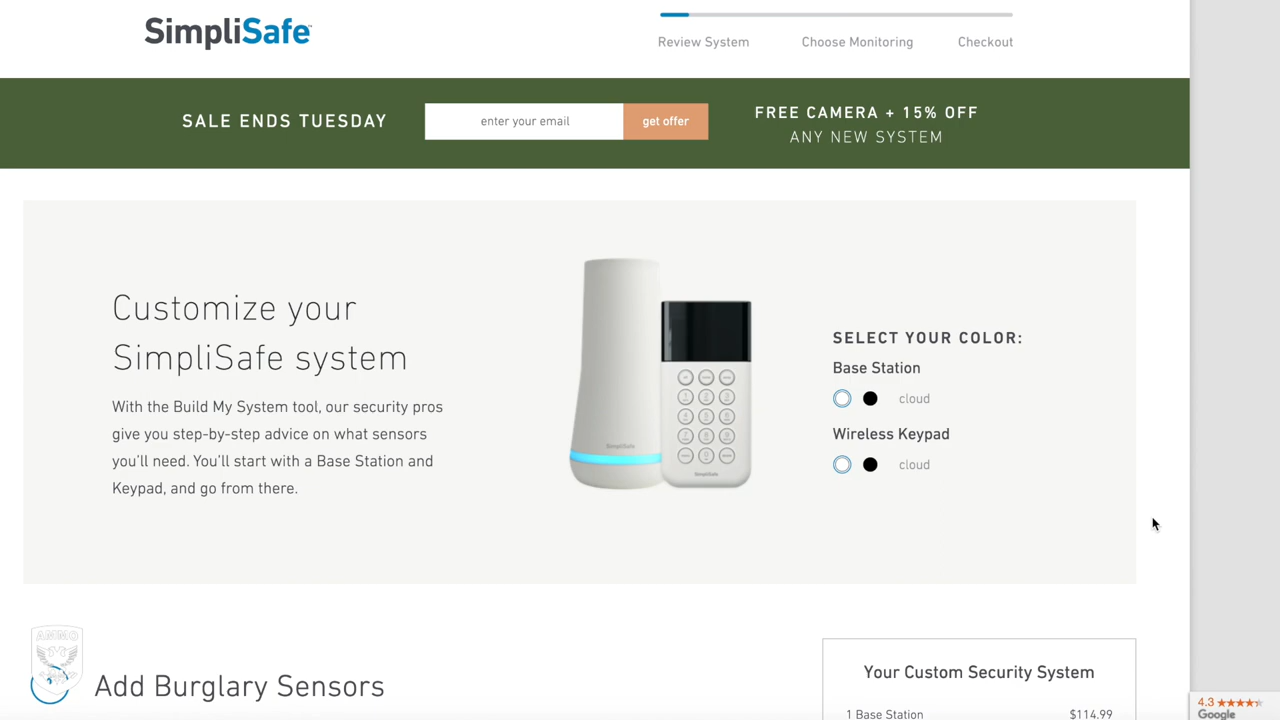 SimpliSafe
Review System
Choose Monitoring
Checkout
SALE ENDS TUESDAY
enter your email
get offer
FREE CAMERA + 15% OFF
ANY NEW SYSTEM
Customize your
SimpliSafe system
With the Build My System tool, our security pros
give you step-by-step advice on what sensors
you'll need. You'll start with a Base Station and
Keypad, and go from there.
SimpliSafe
SimpliSafe
SELECT YOUR COLOR:
Base Station
cloud
Wireless Keypad
cloud
AMMO
Add Burglary Sensors
Your Custom Security System
1 Base Station $114.99
4.3
Google